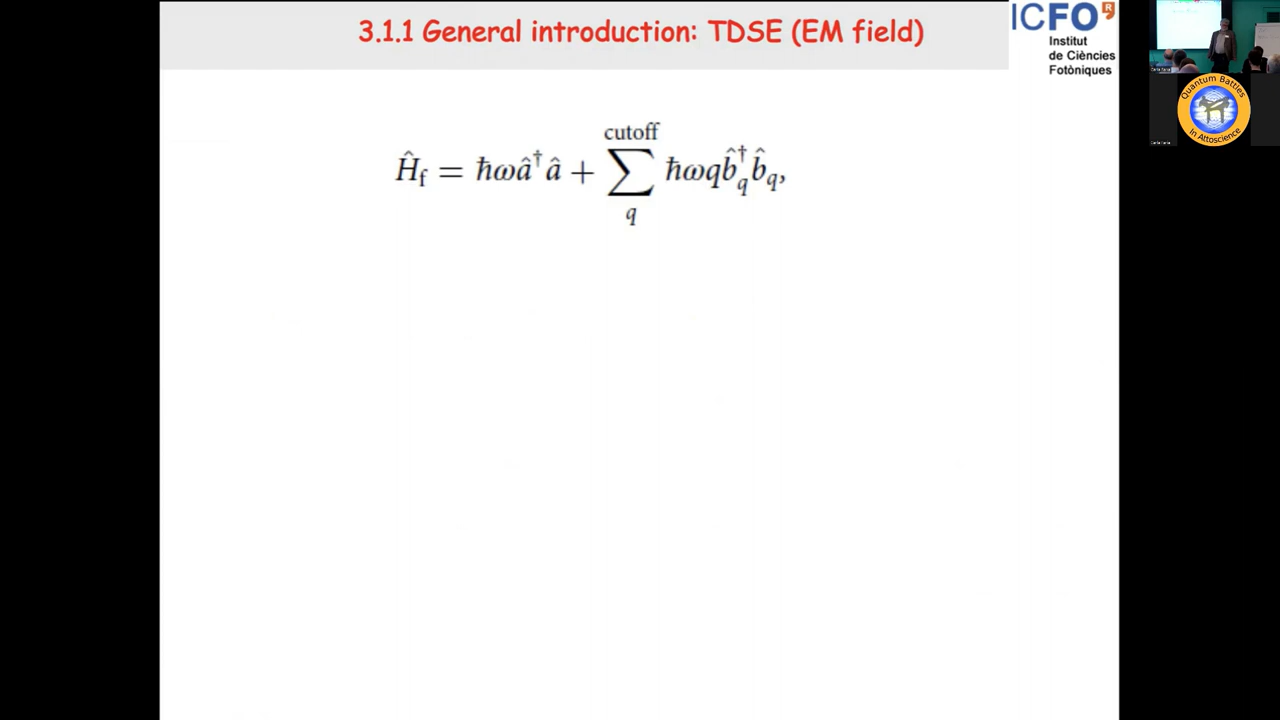 3.1.1 General introduction: TDSE (EM field)
ICFO R
Institut
de Ciències
Fotòniques
Ĥ_f = ħωâ†â + ∑_q^cutoff ħωq b̂_q† b̂_q,
Quantum Battles
In Attoscience